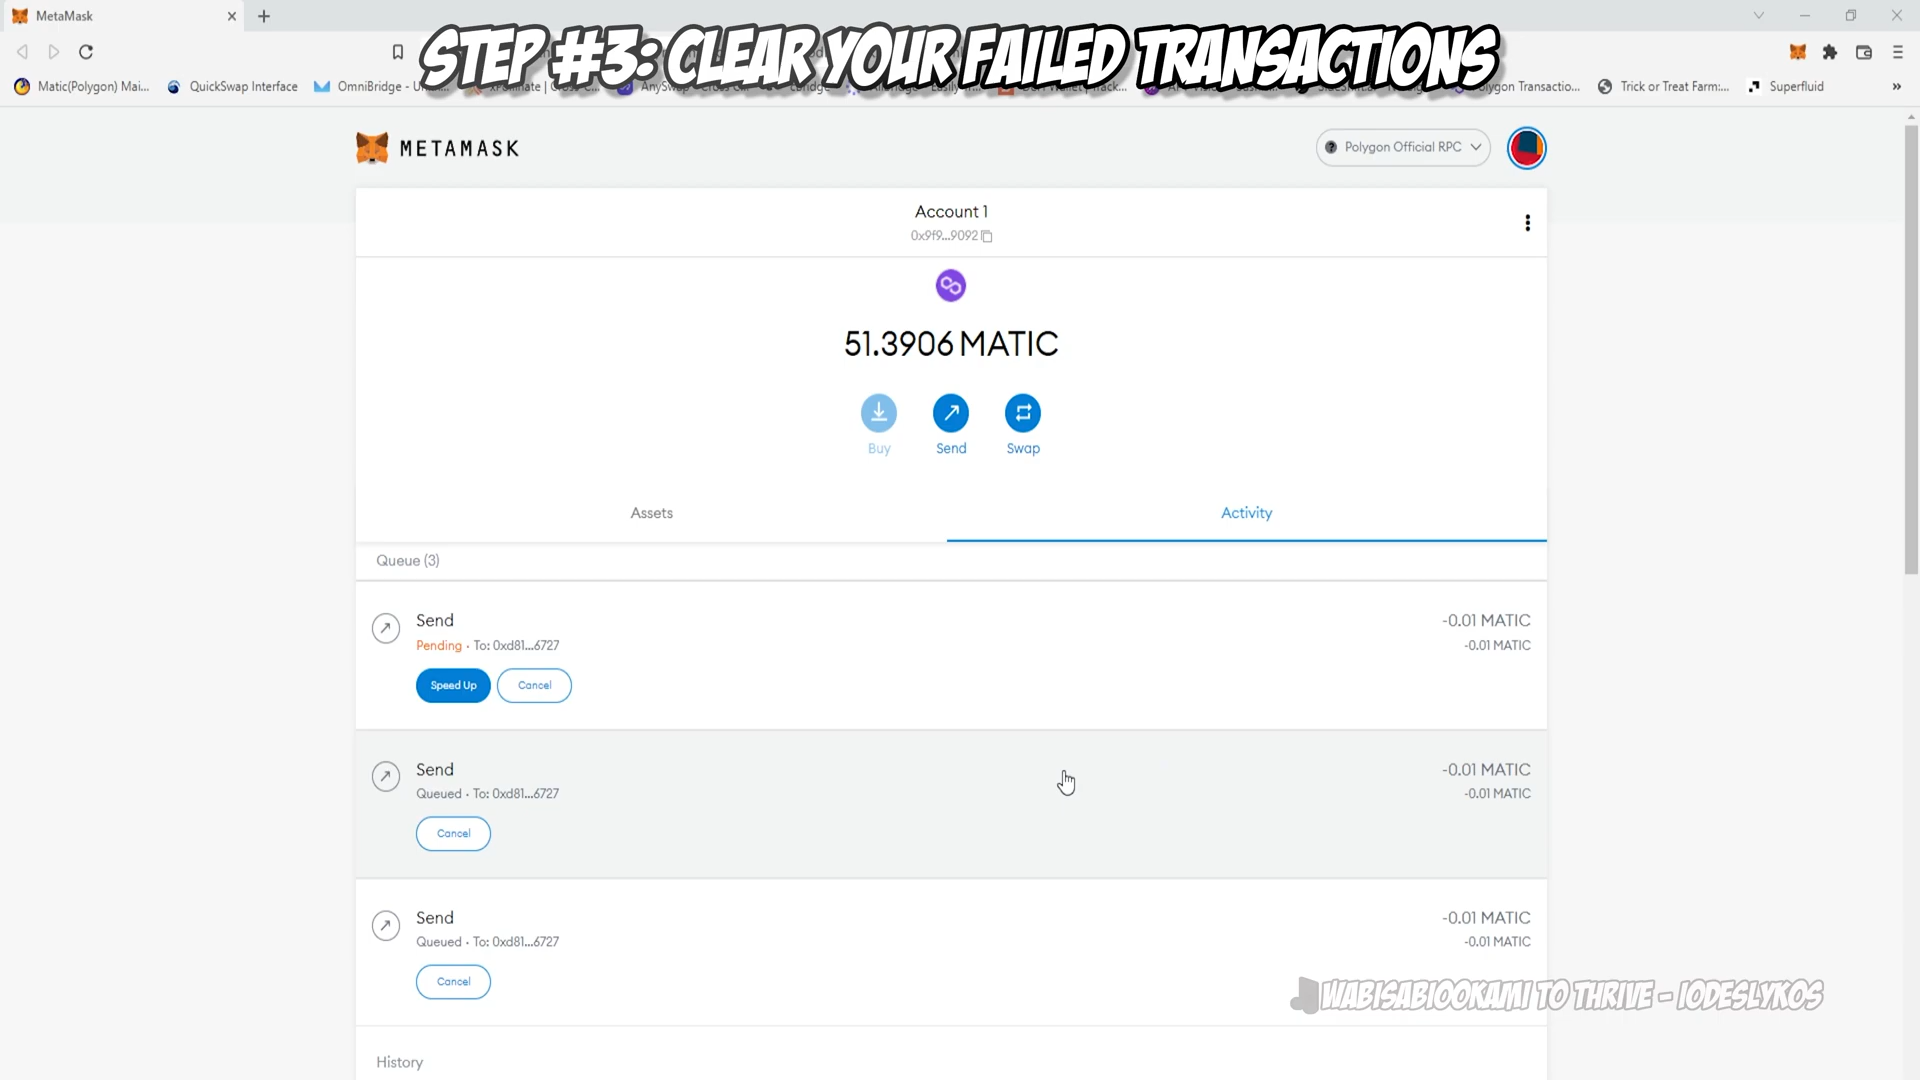 MetaMask
STEP #3: CLEAR YOUR FAILED TRANSACTIONS
Matic(Polygon) Mai...
QuickSwap Interface
OmniBridge -
Polygon Transactio...
Trick or Treat Farm:...
Superfluid
METAMASK
Polygon Official RPC
Account 1
0x9f9...9092
51.3906 MATIC
Buy
Send
Swap
Assets
Activity
Queue (3)
Send
-0.01 MATIC
Pending · To: 0xd81...6727
-0.01 MATIC
Speed Up
Cancel
Send
-0.01 MATIC
Queued · To: 0xd81...6727
-0.01 MATIC
Cancel
Send
-0.01 MATIC
Queued · To: 0xd81...6727
-0.01 MATIC
Cancel
WABISABIOOKAMI TO THRIVE - IODESLYKOS
History